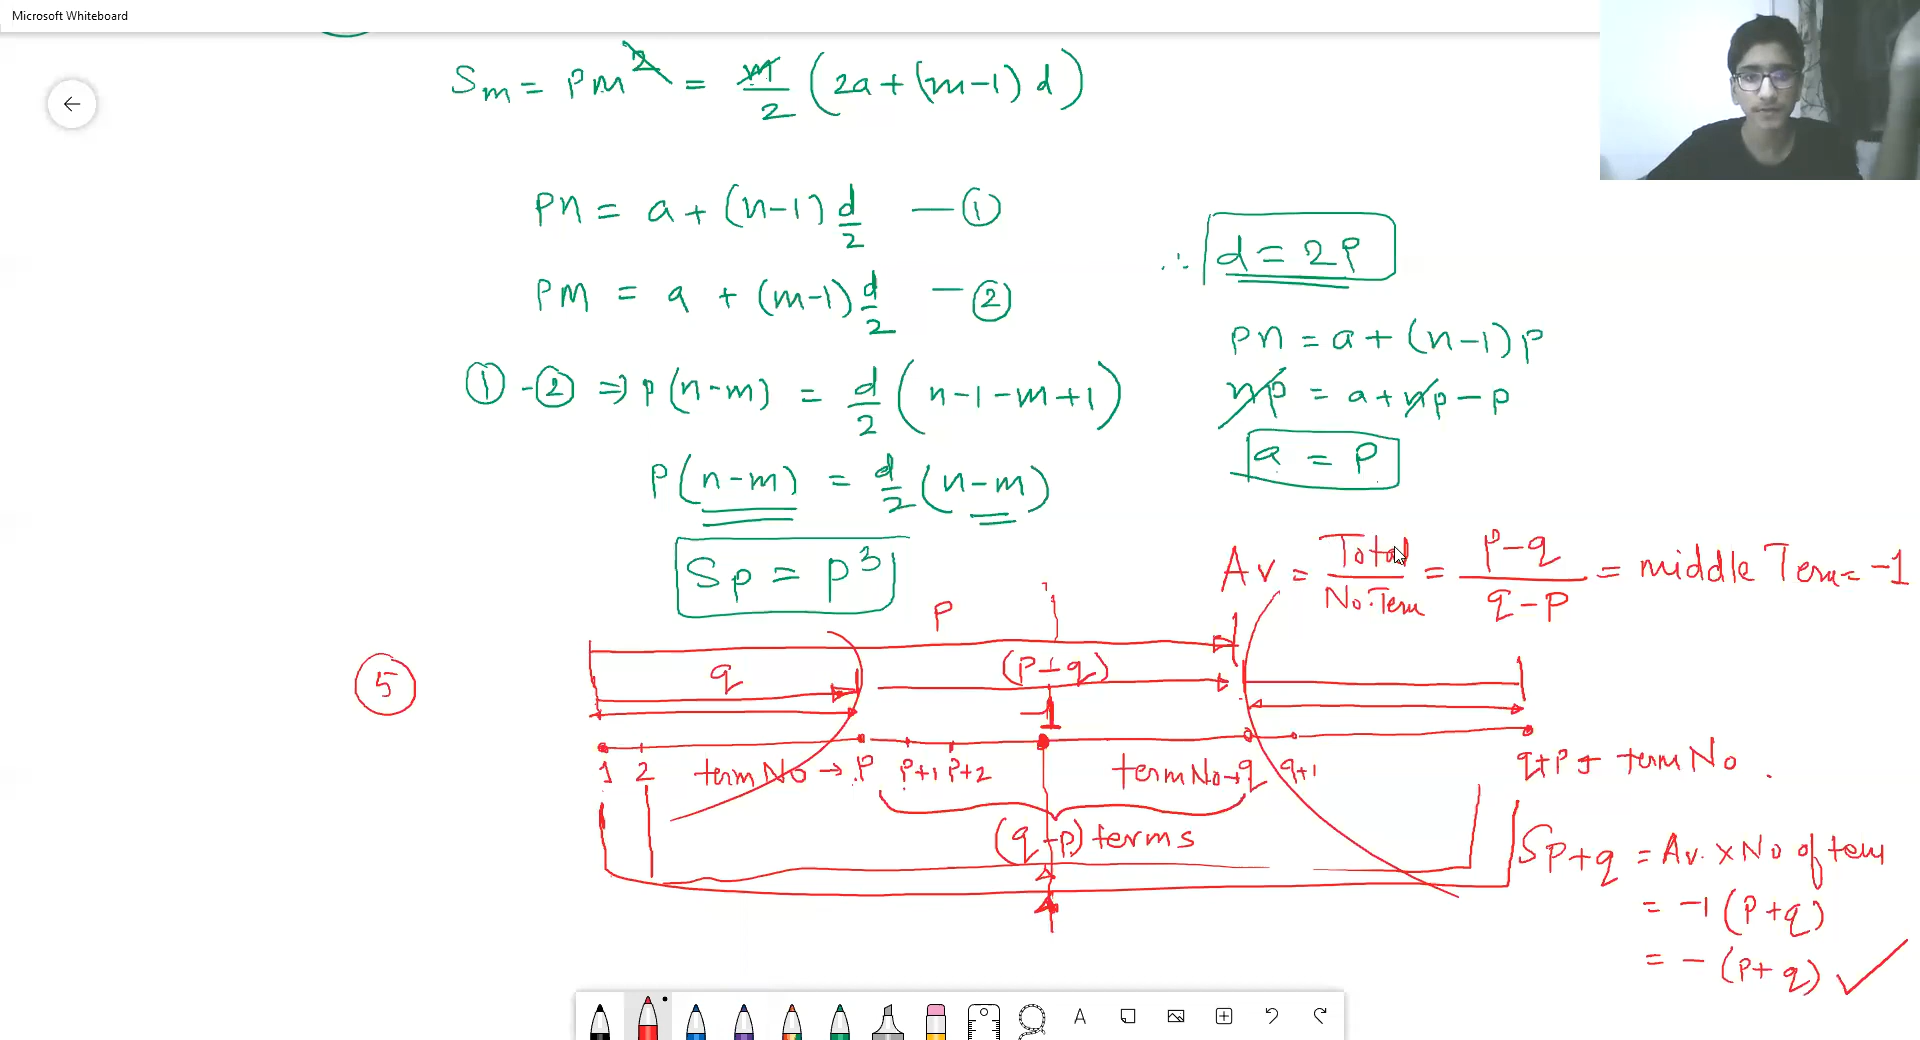 Microsoft Whiteboard
Sm = pm² = m/2 (2a + (m-1) d)
pn = a + (n-1) d/2 — ①
pm = a + (m-1) d/2 — ②
① - ② ⇒ p(n-m) = d/2 (n-1-m+1)
p(n-m) = d/2 (n-m)
Sp = p³
∴ d = 2p
pn = a + (n-1)p
np = a + np - p
a = p
Av = Total/No.Term = p-q/q-p = middle Term = -1
5
p
q
(p+q)
-1
1 2 term No → p p+1 p+2 term No → q q+1 q+p term No.
(q-p) terms
Sp+q = Av. x No of term
= -1 (p+q)
= - (p+q) ✓
A